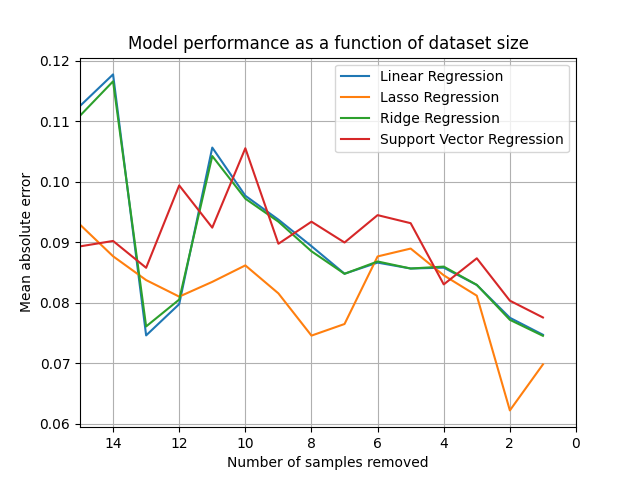 Model performance as a function of dataset size
Linear Regression
Lasso Regression
Ridge Regression
Support Vector Regression
Mean absolute error
0.12
0.11
0.10
0.09
0.08
0.07
0.06
14 12 10 8 6 4 2 0
Number of samples removed